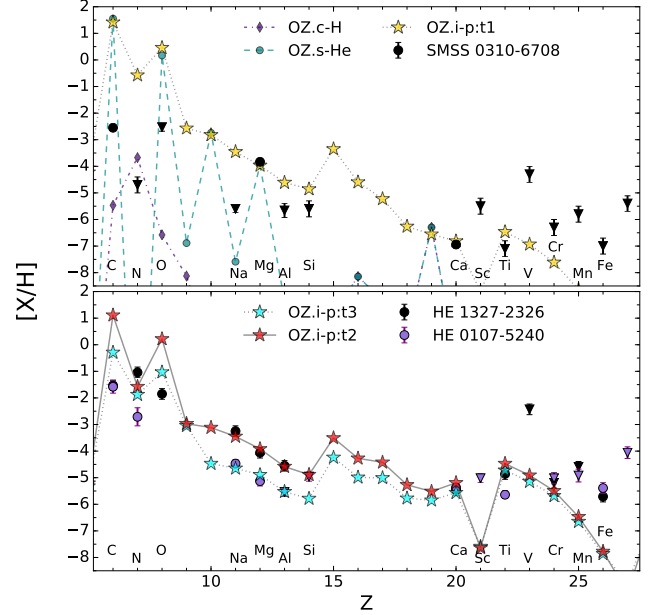 OZ.c-H
OZ.s-He
OZ.i-p:t1
SMSS 0310-6708
2
1
0
−1
−2
−3
−4
−5
−6
−7
8
C
N
O
Na
Mg
Al
Si
Ca
Sc
Ti
V
Cr
Mn
Fe
[X/H]
OZ.i-p:t3
OZ.i-p:t2
HE 1327-2326
HE 0107-5240
2
1
0
−1
−2
−3
−4
−5
−6
−7
−8
C
N
O
Na
Mg
Al
Si
Ca
Sc
Ti
V
Cr
Mn
Fe
10
15
20
25
Z